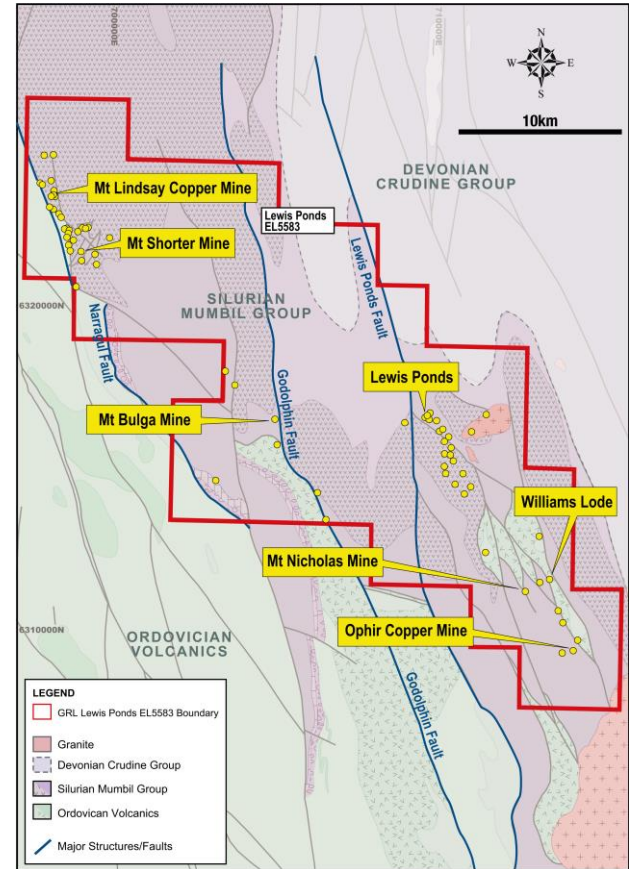 700000E
710000E
N
W
E
S
10km
DEVONIAN
CRUDINE GROUP
Mt Lindsay Copper Mine
Lewis Ponds
EL5583
Mt Shorter Mine
Lewis Ponds Fault
6320000N
SILURIAN
MUMBIL GROUP
Narragul Fault
Godolphin Fault
Lewis Ponds
Mt Bulga Mine
Williams Lode
Mt Nicholas Mine
6310000N
ORDOVICIAN
VOLCANICS
Ophir Copper Mine
Godolphin Fault
LEGEND
GRL Lewis Ponds EL5583 Boundary
Granite
Devonian Crudine Group
Silurian Mumbil Group
Ordovican Volcanics
Major Structures/Faults